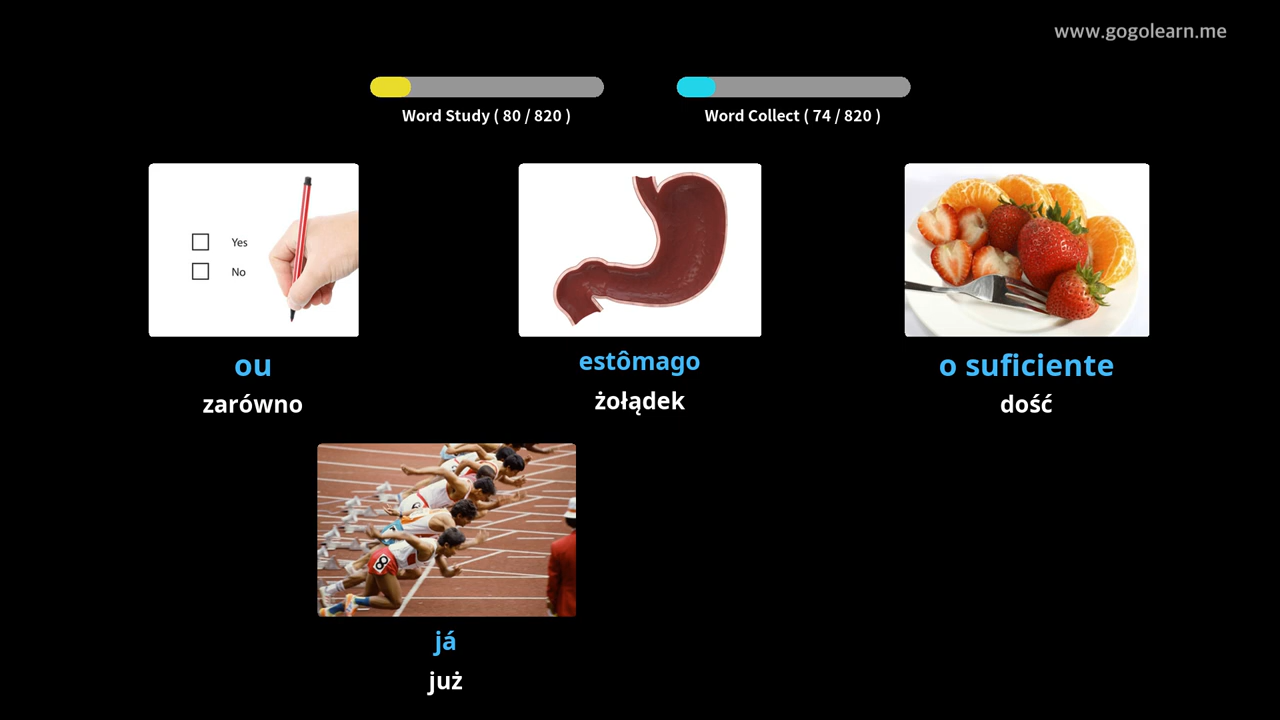 www.gogolearn.me
Word Study ( 80 / 820 )
Word Collect ( 74 / 820 )
Yes
No
ou
zarówno
estômago
żołądek
o suficiente
dość
8
já
już